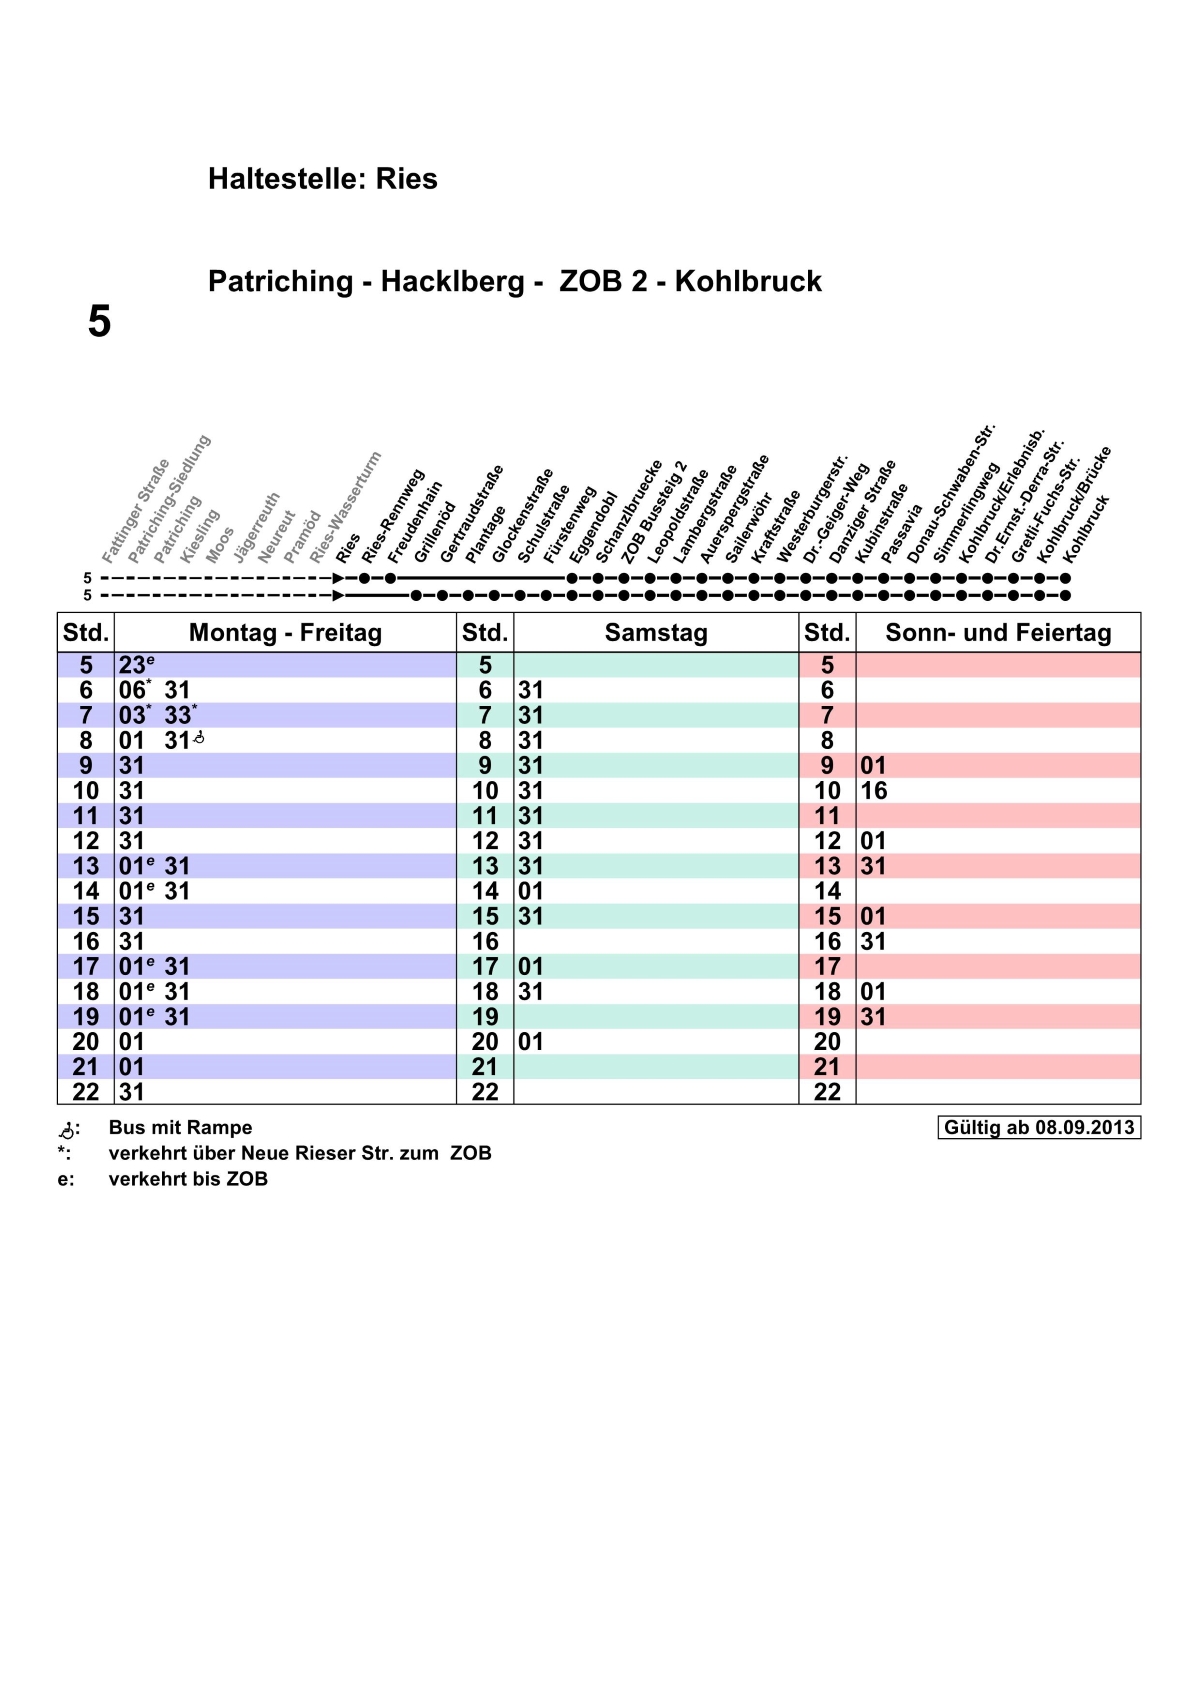 Haltestelle: Ries
Patriching - Hacklberg - ZOB 2 - Kohlbruck
5
Fattinger Straße
Patriching-Siedlung
Patriching
Kiesling
Moos
Jägerreuth
Neureut
Pramöd
Ries-Wasserturm
Ries
Ries-Rennweg
Freudenhain
Grillenöd
Gertraudstraße
Plantage
Glockenstraße
Schulstraße
Fürstenweg
Eggendobl
Schanzlbruecke
ZOB Bussteig 2
Leopoldstraße
Lambergstraße
Auerspergstraße
Sailerwöhr
Kraftstraße
Westerburgerstr.
Dr.-Geiger-Weg
Danziger Straße
Kubinstraße
Passavia
Donau-Schwaben-Str.
Simmerlingweg
Kohlbruck/Erlebnisb.
Dr.Ernst.-Derra-Str.
Gretli-Fuchs-Str.
Kohlbruck/Brücke
Kohlbruck
5
5
Std. Montag - Freitag Std. Samstag Std. Sonn- und Feiertag
5 23e 5 5
6 06* 31 6 31 6
7 03* 33* 7 31 7
8 01 31 8 31 8
9 31 9 31 9 01
10 31 10 31 10 16
11 31 11 31 11
12 31 12 31 12 01
13 01e 31 13 31 13 31
14 01e 31 14 01 14
15 31 15 31 15 01
16 31 16 16 31
17 01e 31 17 01 17
18 01e 31 18 31 18 01
19 01e 31 19 19 31
20 01 20 01 20
21 01 21 21
22 31 22 22
: Bus mit Rampe Gültig ab 08.09.2013
*: verkehrt über Neue Rieser Str. zum ZOB
e: verkehrt bis ZOB